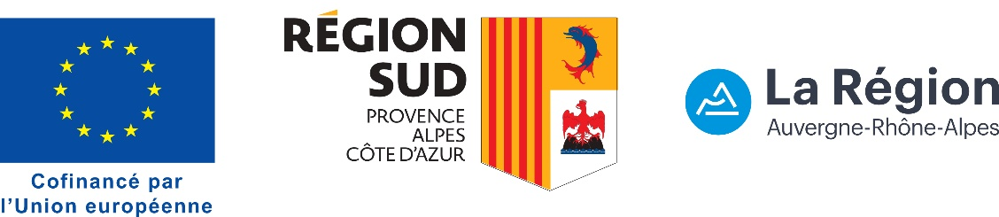 Cofinancé par
l'Union européenne
RÉGION
SUD
PROVENCE
ALPES
CÔTE D'AZUR
La Région
Auvergne-Rhône-Alpes